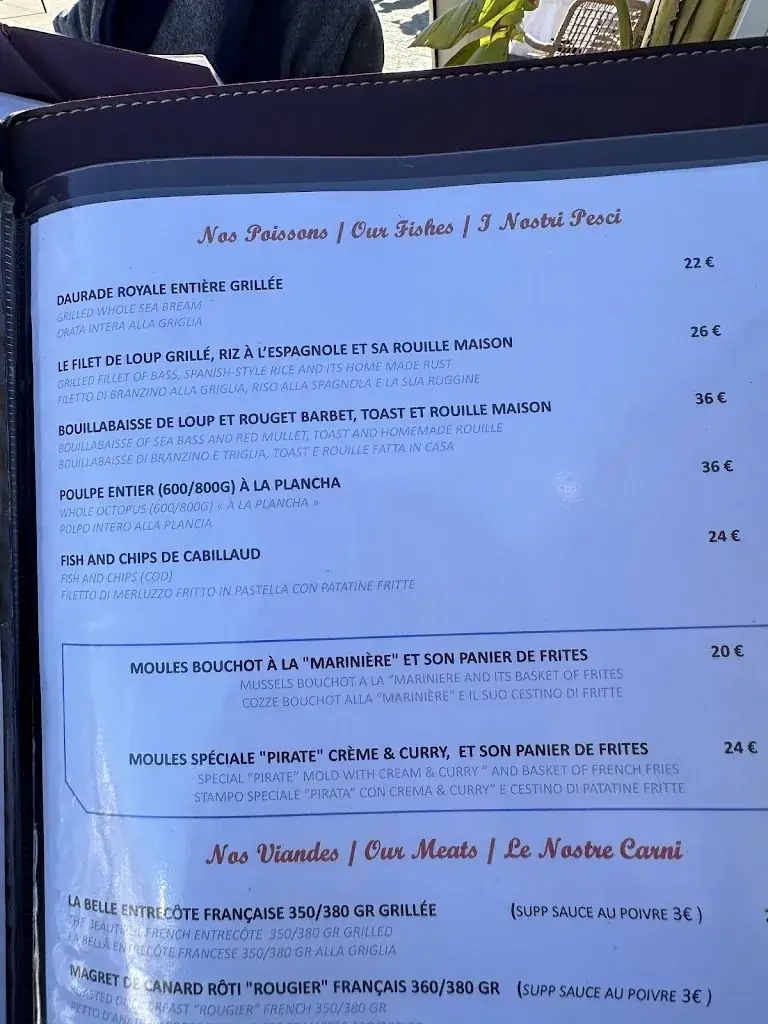 Nos Poissons / Our Fishes / I Nostri Pesci
DAURADE ROYALE ENTIÈRE GRILLÉE 22 €
GRILLED WHOLE SEA BREAM
ORATA INTERA ALLA GRIGLIA
LE FILET DE LOUP GRILLÉ, RIZ À L'ESPAGNOLE ET SA ROUILLE MAISON 26 €
GRILLED FILLET OF BASS, SPANISH-STYLE RICE AND ITS HOME MADE RUST
FILETTO DI BRANZINO ALLA GRIGLIA, RISO ALLA SPAGNOLA E LA SUA RUGGINE
BOUILLABAISSE DE LOUP ET ROUGET BARBET, TOAST ET ROUILLE MAISON 36 €
BOUILLABAISSE OF SEA BASS AND RED MULLET, TOAST AND HOMEMADE ROUILLE
BOUILLABAISSE DI BRANZINO E TRIGLIA, TOAST E ROUILLE FATTA IN CASA
POULPE ENTIER (600/800G) À LA PLANCHA 36 €
WHOLE OCTOPUS (600/800G) « À LA PLANCHA »
POLPO INTERO ALLA PLANCIA
FISH AND CHIPS DE CABILLAUD 24 €
FISH AND CHIPS (COD)
FILETTO DI MERLUZZO FRITTO IN PASTELLA CON PATATINE FRITTE
MOULES BOUCHOT À LA "MARINIÈRE" ET SON PANIER DE FRITES 20 €
MUSSELS BOUCHOT A LA "MARINIERE AND ITS BASKET OF FRITES
COZZE BOUCHOT ALLA "MARINIÈRE" E IL SUO CESTINO DI FRITTE
MOULES SPÉCIALE "PIRATE" CRÈME & CURRY, ET SON PANIER DE FRITES 24 €
SPECIAL "PIRATE" MOLD WITH CREAM & CURRY " AND BASKET OF FRENCH FRIES
STAMPO SPECIALE "PIRATA" CON CREMA & CURRY" E CESTINO DI PATATINE FRITTE
Nos Viandes / Our Meats / Le Nostre Carni
LA BELLE ENTRECÔTE FRANÇAISE 350/380 GR GRILLÉE (SUPP SAUCE AU POIVRE 3€ )
THE BEAUTIFUL FRENCH ENTRECÔTE 350/380 GR GRILLED
LA BELLA ENTRECÔTE FRANCESE 350/380 GR ALLA GRIGLIA
MAGRET DE CANARD RÔTI "ROUGIER" FRANÇAIS 360/380 GR (SUPP SAUCE AU POIVRE 3€ )
ROASTED DUCK BREAST "ROUGIER" FRENCH 350/380 GR